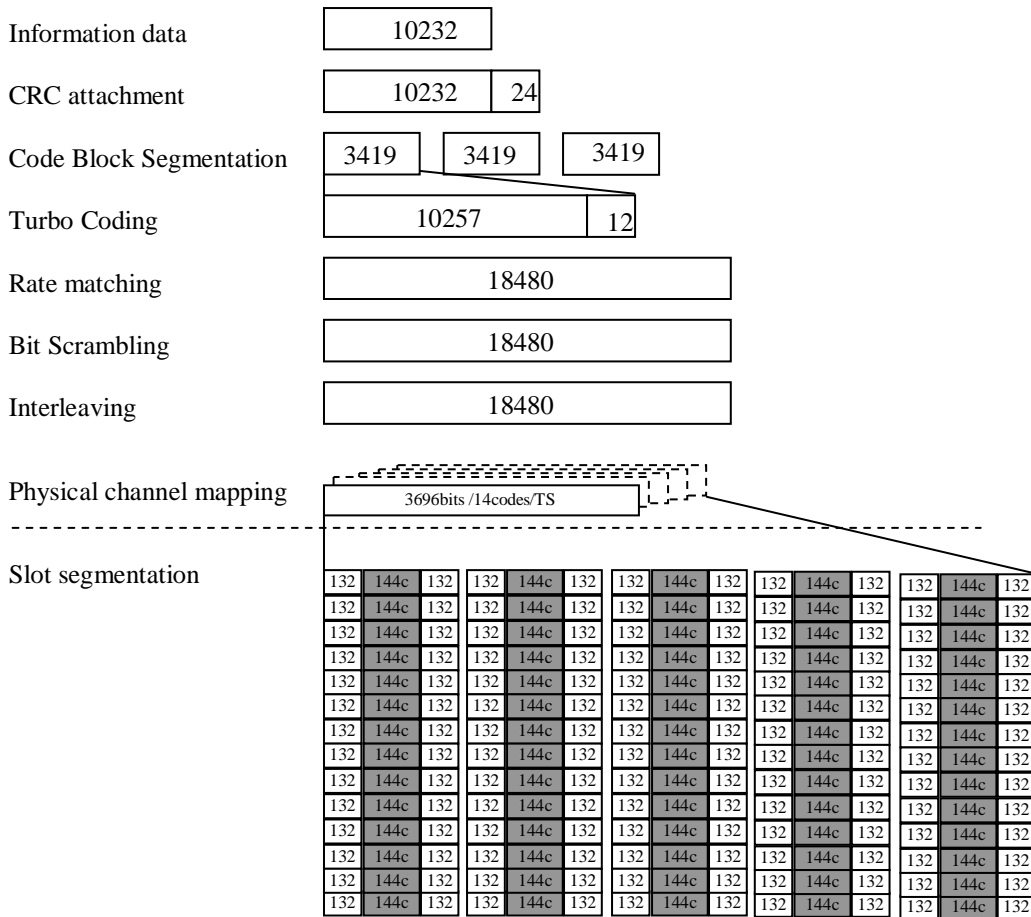 Information data 10232
CRC attachment 10232 24
Code Block Segmentation 3419 3419 3419
Turbo Coding 10257 12
Rate matching 18480
Bit Scrambling 18480
Interleaving 18480
Physical channel mapping 3696bits /14codes/TS
Slot segmentation
132 144c 132 132 144c 132 132 144c 132 132 144c 132 132 144c 132
132 144c 132 132 144c 132 132 144c 132 132 144c 132 132 144c 132
132 144c 132 132 144c 132 132 144c 132 132 144c 132 132 144c 132
132 144c 132 132 144c 132 132 144c 132 132 144c 132 132 144c 132
132 144c 132 132 144c 132 132 144c 132 132 144c 132 132 144c 132
132 144c 132 132 144c 132 132 144c 132 132 144c 132 132 144c 132
132 144c 132 132 144c 132 132 144c 132 132 144c 132 132 144c 132
132 144c 132 132 144c 132 132 144c 132 132 144c 132 132 144c 132
132 144c 132 132 144c 132 132 144c 132 132 144c 132 132 144c 132
132 144c 132 132 144c 132 132 144c 132 132 144c 132 132 144c 132
132 144c 132 132 144c 132 132 144c 132 132 144c 132 132 144c 132
132 144c 132 132 144c 132 132 144c 132 132 144c 132 132 144c 132
132 144c 132 132 144c 132 132 144c 132 132 144c 132 132 144c 132
132 144c 132 132 144c 132 132 144c 132 132 144c 132 132 144c 132